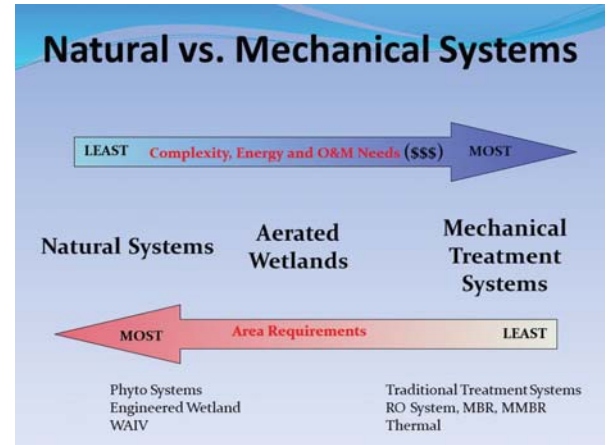 Natural vs. Mechanical Systems
LEAST Complexity, Energy and O&M Needs ($$$) MOST
Natural Systems
Aerated
Wetlands
Mechanical
Treatment
Systems
MOST Area Requirements LEAST
Phyto Systems
Engineered Wetland
WAIV
Traditional Treatment Systems
RO System, MBR, MMBR
Thermal